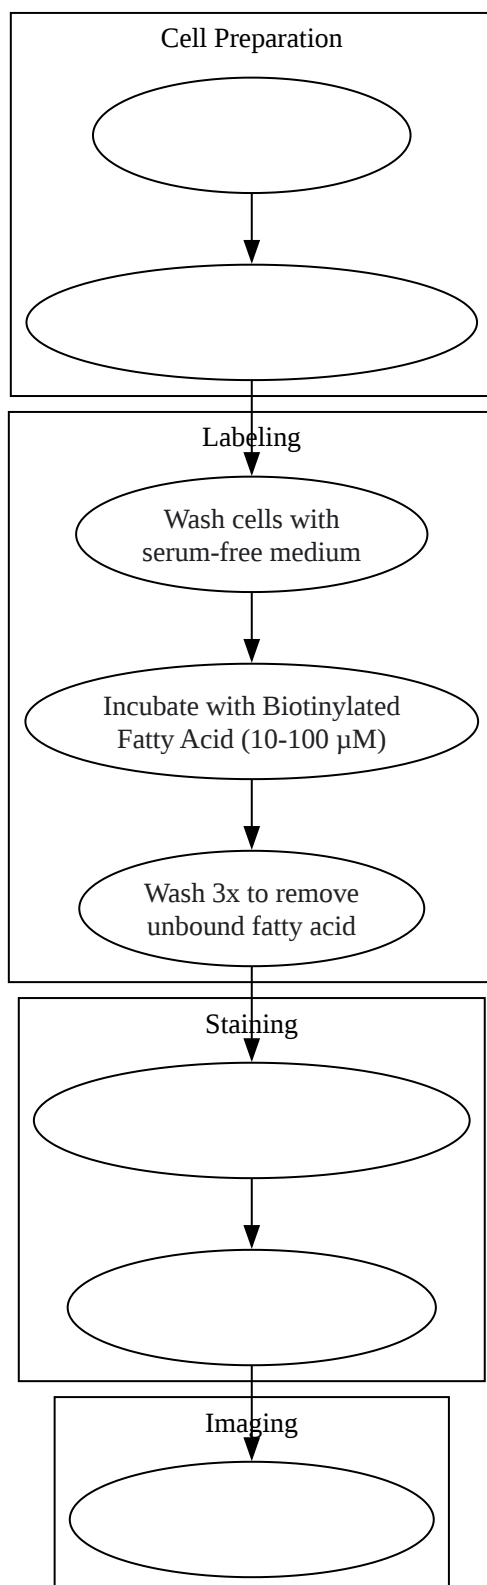 Cell Preparation
Labeling
Wash cells with
serum-free medium
Incubate with Biotinylated
Fatty Acid (10-100 µM)
Wash 3x to remove
unbound fatty acid
Staining
Imaging